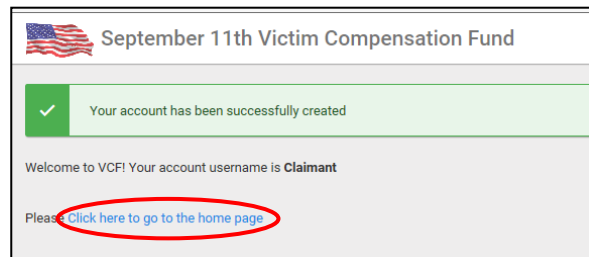 September 11th Victim Compensation Fund
Your account has been successfully created
Welcome to VCF! Your account username is Claimant
Please Click here to go to the home page